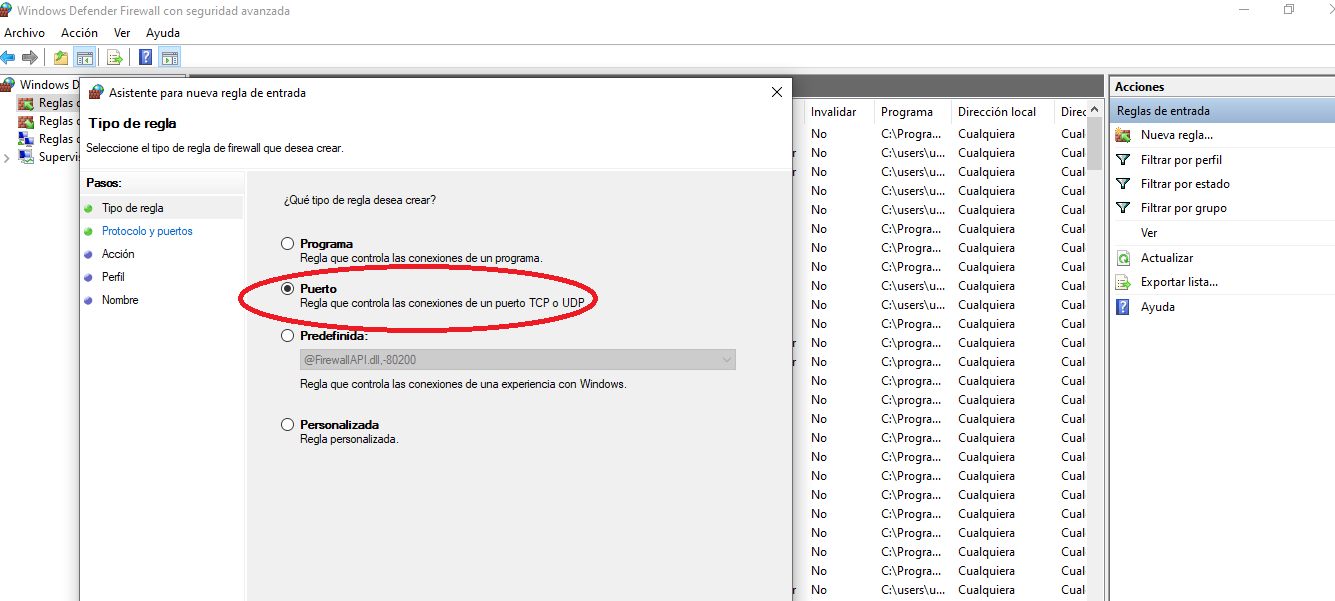 Windows Defender Firewall con seguridad avanzada
Archivo Acción Ver Ayuda
Windows D
Reglas d
Reglas d
Reglas d
Supervis
Asistente para nueva regla de entrada
Tipo de regla
Seleccione el tipo de regla de firewall que desea crear.
Pasos:
Tipo de regla
Protocolo y puertos
Acción
Perfil
Nombre
¿Qué tipo de regla desea crear?
Programa
Regla que controla las conexiones de un programa.
Puerto
Regla que controla las conexiones de un puerto TCP o UDP.
Predefinida:
@FirewallAPI.dll,-80200
Regla que controla las conexiones de una experiencia con Windows.
Personalizada
Regla personalizada.
Invalidar Programa Dirección local Direc
No C:\Progra... Cualquiera Cual
r No C:\users\u... Cualquiera Cual
r No C:\users\u... Cualquiera Cual
No C:\users\u... Cualquiera Cual
No C:\users\u... Cualquiera Cual
No C:\Progra... Cualquiera Cual
No C:\Progra... Cualquiera Cual
No C:\Progra... Cualquiera Cual
No C:\users\u... Cualquiera Cual
No C:\users\u... Cualquiera Cual
No C:\Progra... Cualquiera Cual
r No C:\progra... Cualquiera Cual
r No C:\progra... Cualquiera Cual
No C:\progra... Cualquiera Cual
No C:\progra... Cualquiera Cual
No C:\Progra... Cualquiera Cual
No C:\Progra... Cualquiera Cual
No C:\Progra... Cualquiera Cual
No C:\Progra... Cualquiera Cual
No C:\Progra... Cualquiera Cual
No C:\Progra... Cualquiera Cual
No C:\Progra... Cualquiera Cual
No C:\Progra... Cualquiera Cual
No C:\Progra... Cualquiera Cual
r No C:\users\u... Cualquiera Cual
Acciones
Reglas de entrada
Nueva regla...
Filtrar por perfil
Filtrar por estado
Filtrar por grupo
Ver
Actualizar
Exportar lista...
Ayuda